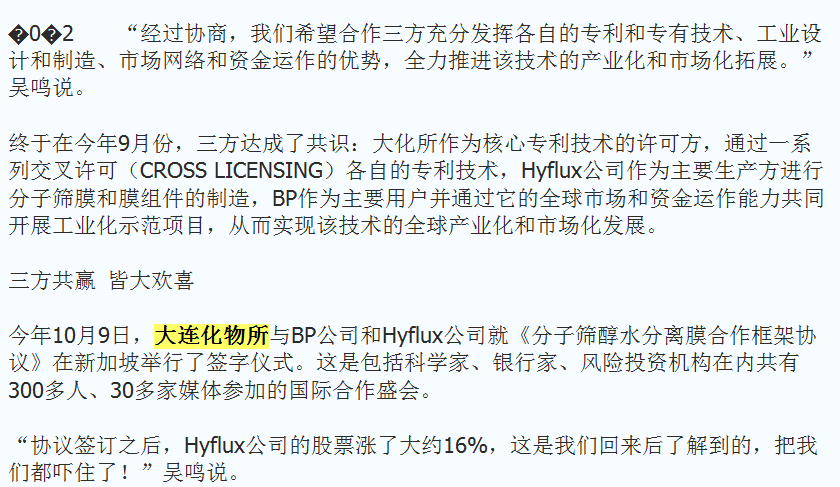 �0�2  “经过协商，我们希望合作三方充分发挥各自的专利和专有技术、工业设
计和制造、市场网络和资金运作的优势，全力推进该技术的产业化和市场化拓展。”
吴鸣说。
终于在今年9月份，三方达成了共识：大化所作为核心专利技术的许可方，通过一系
列交叉许可（CROSS LICENSING）各自的专利技术，Hyflux公司作为主要生产方进行
分子筛膜和膜组件的制造，BP作为主要用户并通过它的全球市场和资金运作能力共同
开展工业化示范项目，从而实现该技术的全球产业化和市场化发展。
三方共赢 皆大欢喜
今年10月9日，大连化物所与BP公司和Hyflux公司就《分子筛醇水分离膜合作框架协
议》在新加坡举行了签字仪式。这是包括科学家、银行家、风险投资机构在内共有
300多人、30多家媒体参加的国际合作盛会。
“协议签订之后，Hyflux公司的股票涨了大约16%，这是我们回来后了解到的，把我
们都吓住了！”吴鸣说。